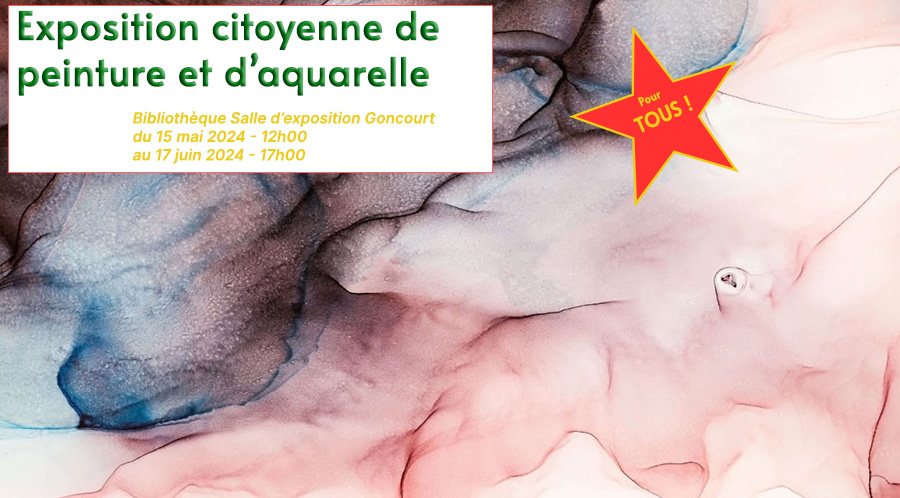 Exposition citoyenne de
peinture et d’aquarelle
Bibliothèque Salle d'exposition Goncourt
du 15 mai 2024 - 12h00
au 17 juin 2024 - 17h00
Pour
TOUS !